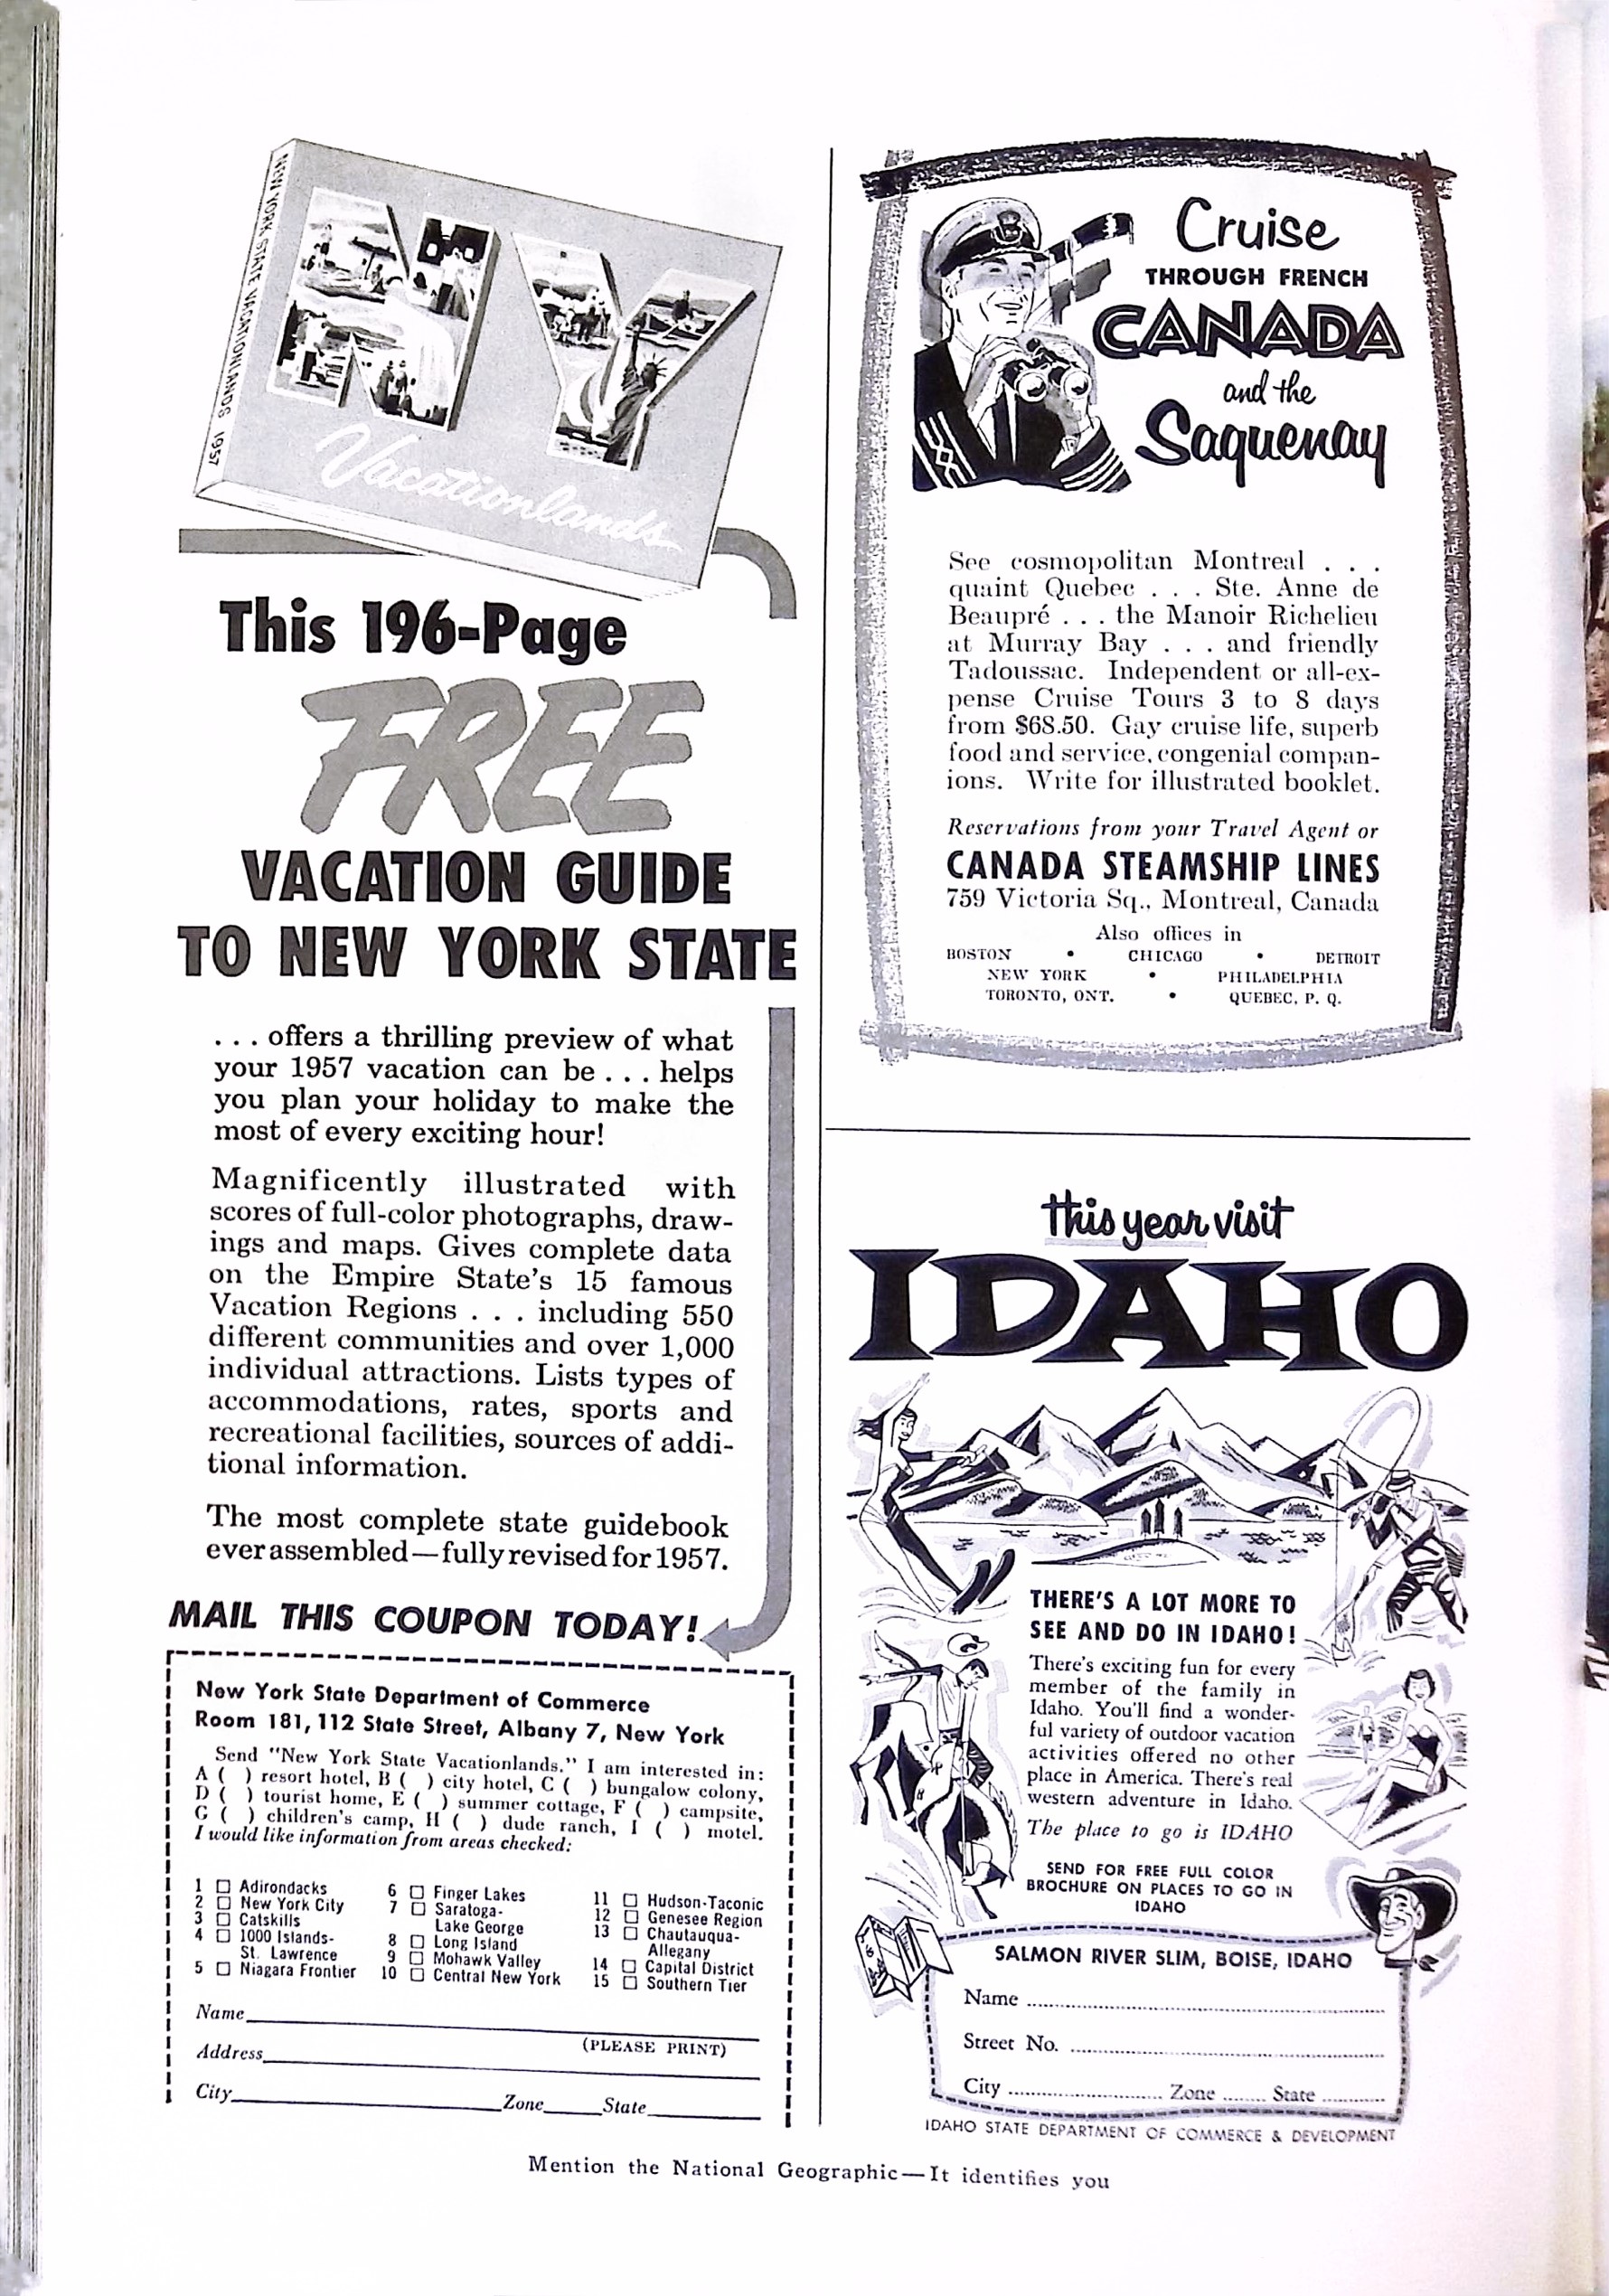 NEW YORK STATE VACATIONLANDS 1957
NY
Vacationlands
This 196-Page
FREE
VACATION GUIDE
TO NEW YORK STATE
. . . offers a thrilling preview of what
your 1957 vacation can be . . . helps
you plan your holiday to make the
most of every exciting hour!
Magnificently illustrated with
scores of full-color photographs, draw-
ings and maps. Gives complete data
on the Empire State's 15 famous
Vacation Regions . . . including 550
different communities and over 1,000
individual attractions. Lists types of
accommodations, rates, sports and
recreational facilities, sources of addi-
tional information.
The most complete state guidebook
ever assembled—fully revised for 1957.
MAIL THIS COUPON TODAY!
New York State Department of Commerce
Room 181, 112 State Street, Albany 7, New York
Send "New York State Vacationlands." I am interested in:
A ( ) resort hotel, B ( ) city hotel, C ( ) bungalow colony,
D ( ) tourist home, E ( ) summer cottage, F ( ) campsite,
G ( ) children's camp, H ( ) dude ranch, I ( ) motel.
I would like information from areas checked:
1 □ Adirondacks
2 □ New York City
3 □ Catskills
4 □ 1000 Islands-
St. Lawrence
5 □ Niagara Frontier
6 □ Finger Lakes
7 □ Saratoga-
Lake George
8 □ Long Island
9 □ Mohawk Valley
10 □ Central New York
11 □ Hudson-Taconic
12 □ Genesee Region
13 □ Chautauqua-
Allegany
14 □ Capital District
15 □ Southern Tier
Name
(PLEASE PRINT)
Address
City Zone State
Cruise
THROUGH FRENCH
CANADA
and the
Saguenay
See cosmopolitan Montreal . . .
quaint Quebec . . . Ste. Anne de
Beaupré . . . the Manoir Richelieu
at Murray Bay . . . and friendly
Tadoussac. Independent or all-ex-
pense Cruise Tours 3 to 8 days
from $68.50. Gay cruise life, superb
food and service, congenial compan-
ions. Write for illustrated booklet.
Reservations from your Travel Agent or
CANADA STEAMSHIP LINES
759 Victoria Sq., Montreal, Canada
Also offices in
BOSTON • CHICAGO • DETROIT
NEW YORK • PHILADELPHIA
TORONTO, ONT. • QUEBEC, P. Q.
this year visit
IDAHO
THERE'S A LOT MORE TO
SEE AND DO IN IDAHO!
There's exciting fun for every
member of the family in
Idaho. You'll find a wonder-
ful variety of outdoor vacation
activities offered no other
place in America. There's real
western adventure in Idaho.
The place to go is IDAHO
SEND FOR FREE FULL COLOR
BROCHURE ON PLACES TO GO IN
IDAHO
SALMON RIVER SLIM, BOISE, IDAHO
Name
Street No.
City Zone State
IDAHO STATE DEPARTMENT OF COMMERCE & DEVELOPMENT
Mention the National Geographic—It identifies you